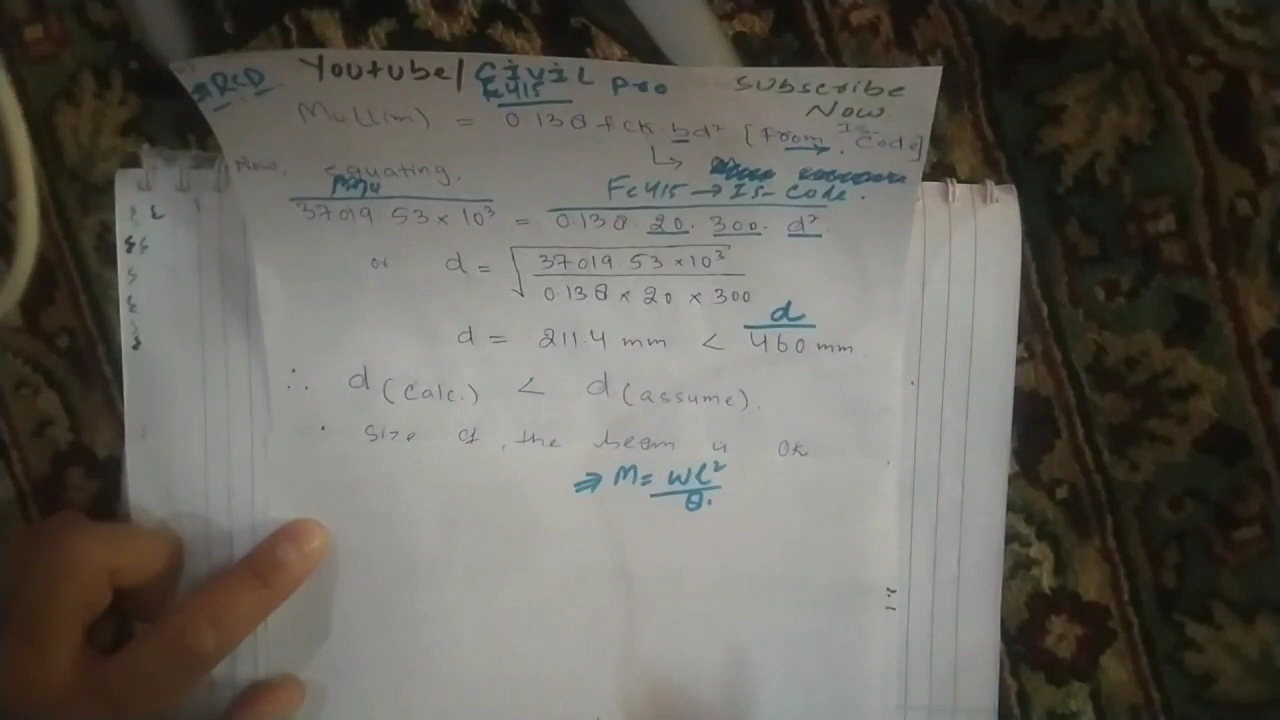 RCD. Youtube/ CiviL Pro Subscribe Now.
Fe415
Mu(lim) = 0.138 fck.bd² [From IS. Code]
Now, equating.
Fe415 → IS-Code.
37019.53 x 10³ = 0.138. 20. 300. d²
or d = √ 37019.53 x 10³ / 0.138 x 20 x 300
d = 211.4 mm < 460 mm
d
∴ d(calc.) < d(assume).
size of the beam is ok
⇒ M = wl² / 8.